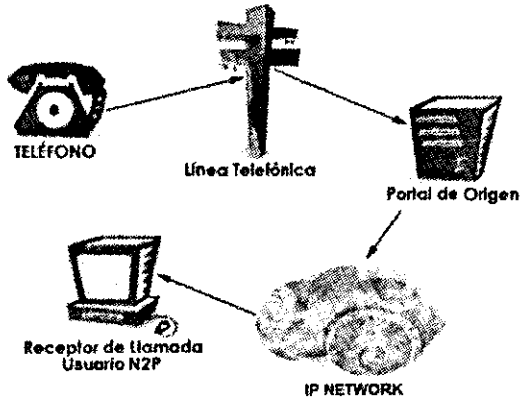 TELÉFONO
Línea Telefónica
Portal de Origen
Receptor de Llamada
Usuario N2P
IP NETWORK